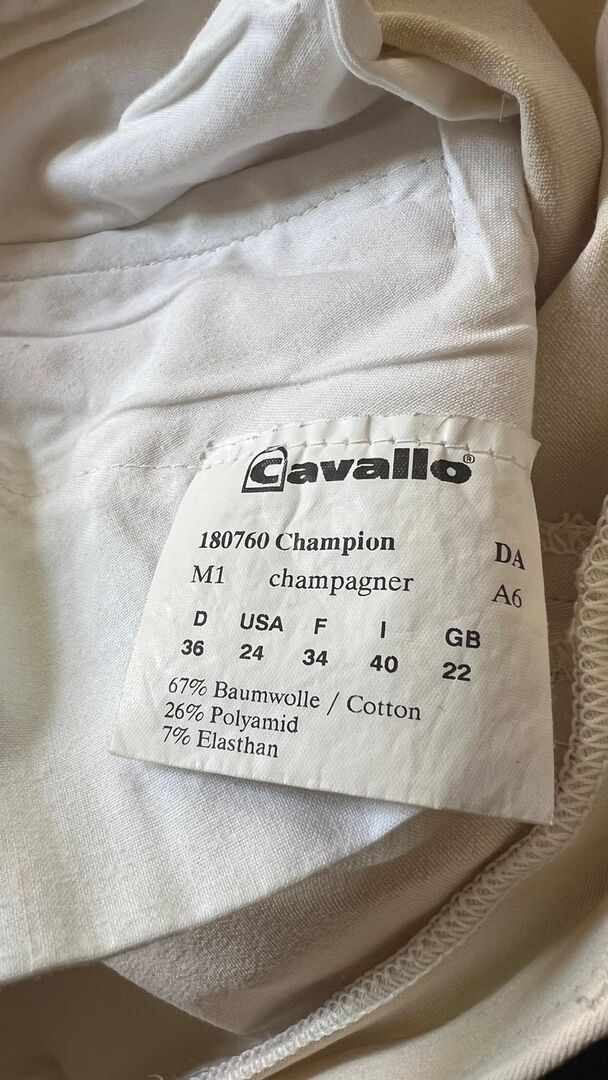 Cavallo®
180760 Champion DA
M1 champagner A6
D USA F I GB
36 24 34 40 22
67% Baumwolle / Cotton
26% Polyamid
7% Elasthan